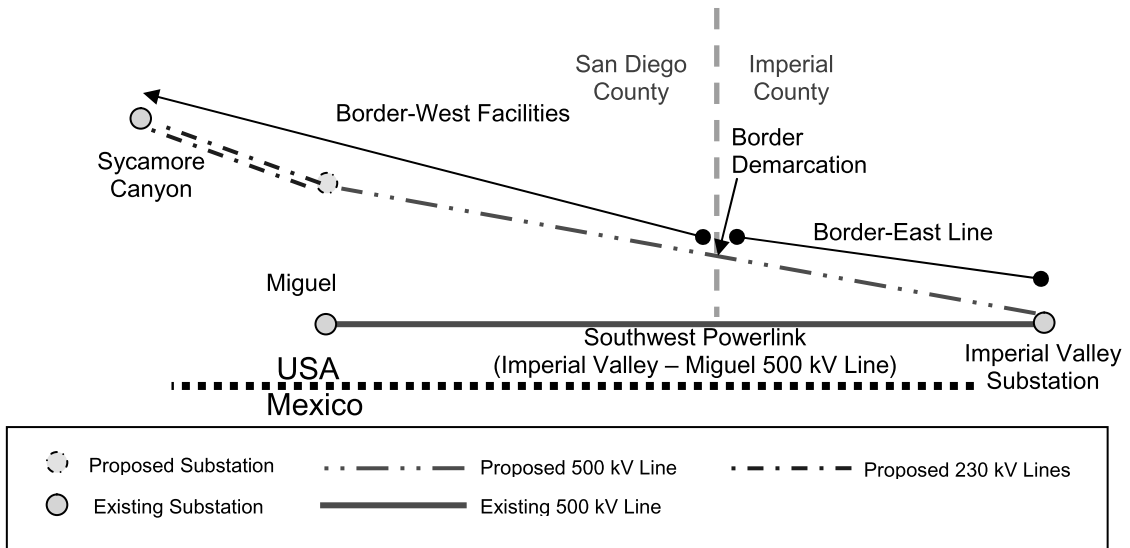 San Diego
County
Imperial
County
Border-West Facilities
Border
Demarcation
Sycamore
Canyon
Border-East Line
Miguel
Southwest Powerlink
(Imperial Valley – Miguel 500 kV Line)
Imperial Valley
Substation
USA
Mexico
Proposed Substation
Proposed 500 kV Line
Proposed 230 kV Lines
Existing Substation
Existing 500 kV Line